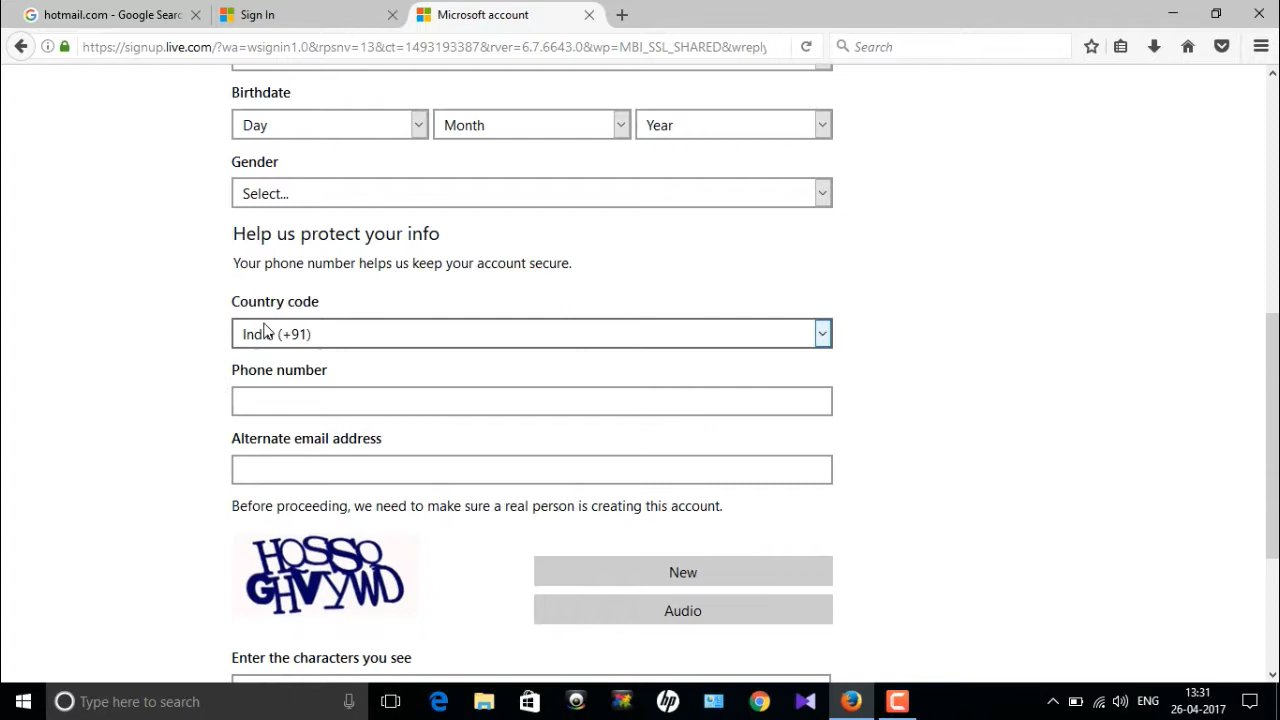 hotmail.com - Google Searc
Sign In
Microsoft account
https://signup.live.com/?wa=wsignin1.0&rpsnv=13&ct=1493193387&rver=6.7.6643.0&wp=MBI_SSL_SHARED&wreply
Search
Birthdate
Day
Month
Year
Gender
Select...
Help us protect your info
Your phone number helps us keep your account secure.
Country code
India (+91)
Phone number
Alternate email address
Before proceeding, we need to make sure a real person is creating this account.
HOSSO
GHVYWD
New
Audio
Enter the characters you see
Type here to search
ENG
13:31
26-04-2017